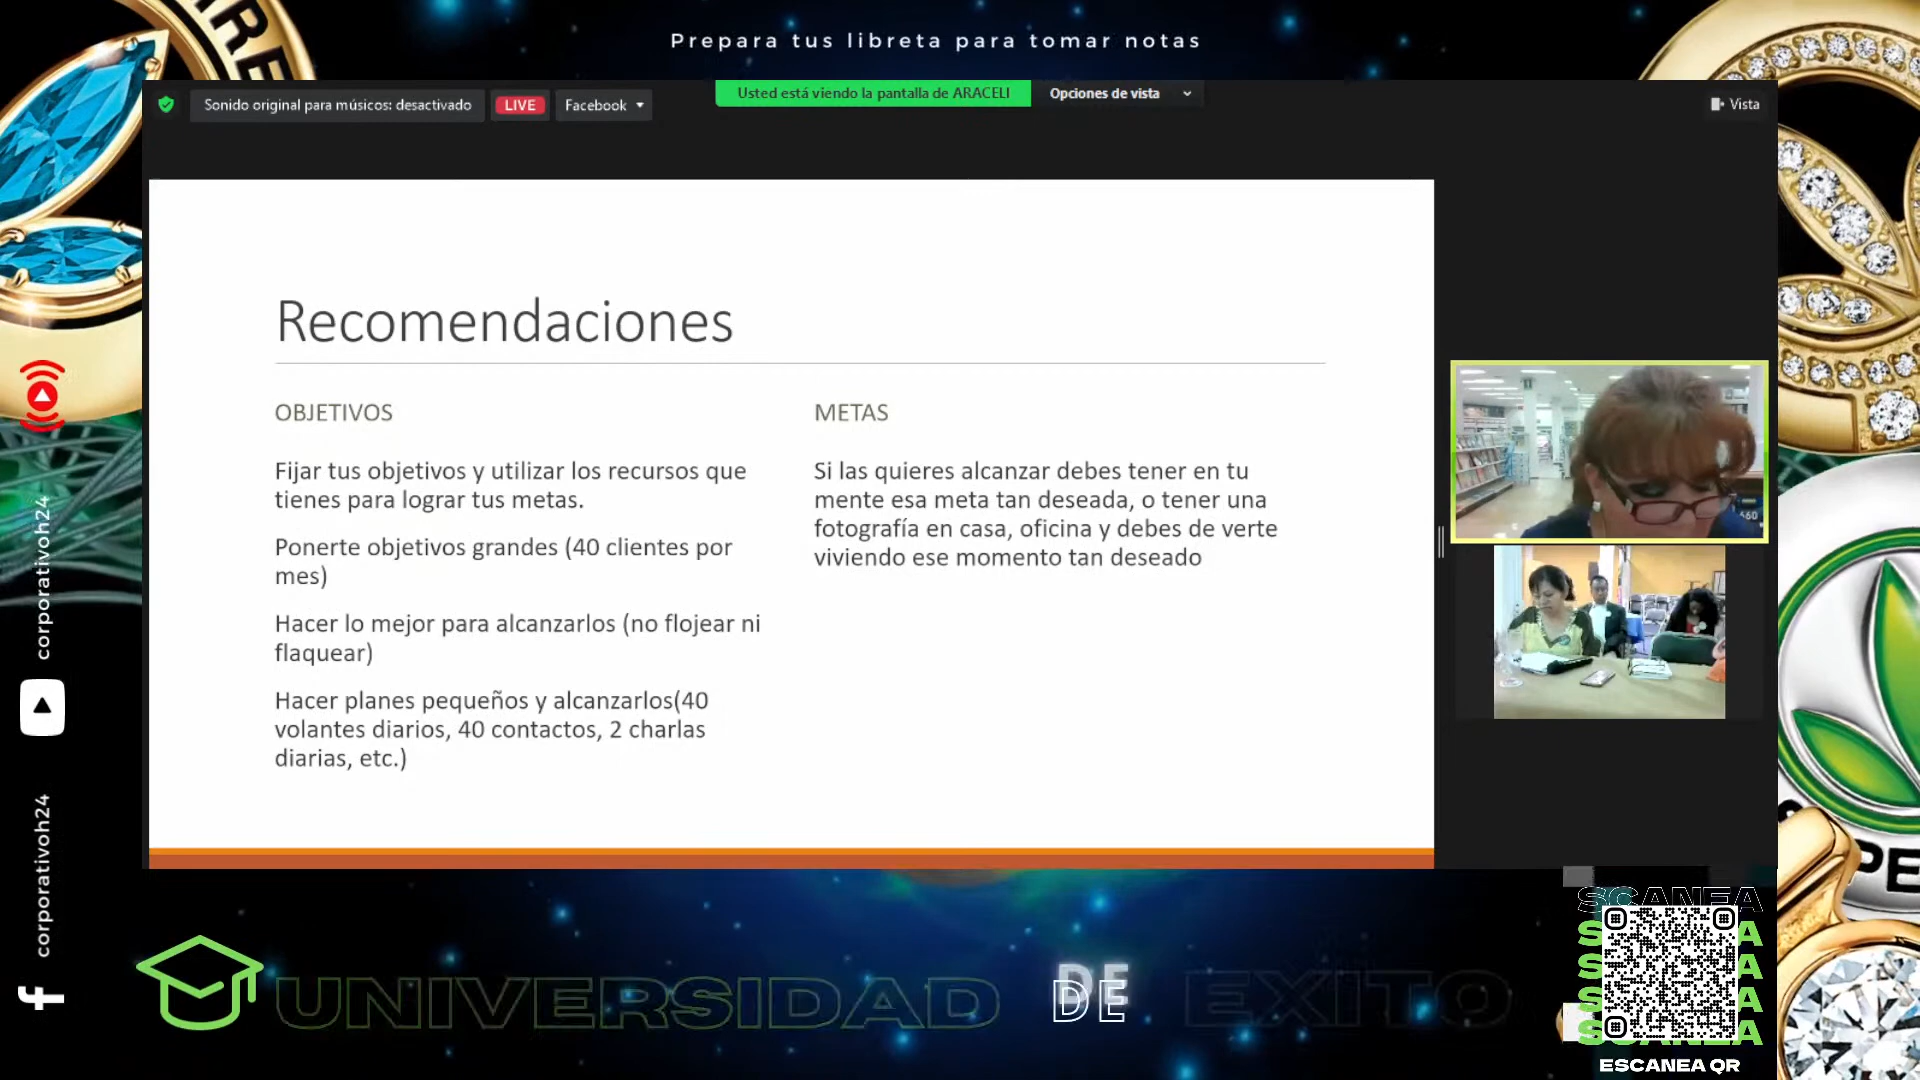 Prepara tus libreta para tomar notas
Sonido original para músicos: desactivado
LIVE
Facebook
Usted está viendo la pantalla de ARACELI
Opciones de vista
Vista
Recomendaciones
OBJETIVOS
Fijar tus objetivos y utilizar los recursos que
tienes para lograr tus metas.
Ponerte objetivos grandes (40 clientes por
mes)
Hacer lo mejor para alcanzarlos (no flojear ni
flaquear)
Hacer planes pequeños y alcanzarlos(40
volantes diarios, 40 contactos, 2 charlas
diarias, etc.)
METAS
Si las quieres alcanzar debes tener en tu
mente esa meta tan deseada, o tener una
fotografía en casa, oficina y debes de verte
viviendo ese momento tan deseado
corporativoh24
corporativoh24
UNIVERSIDAD DE EXITO
DE
SCANEA
ESCANEA QR